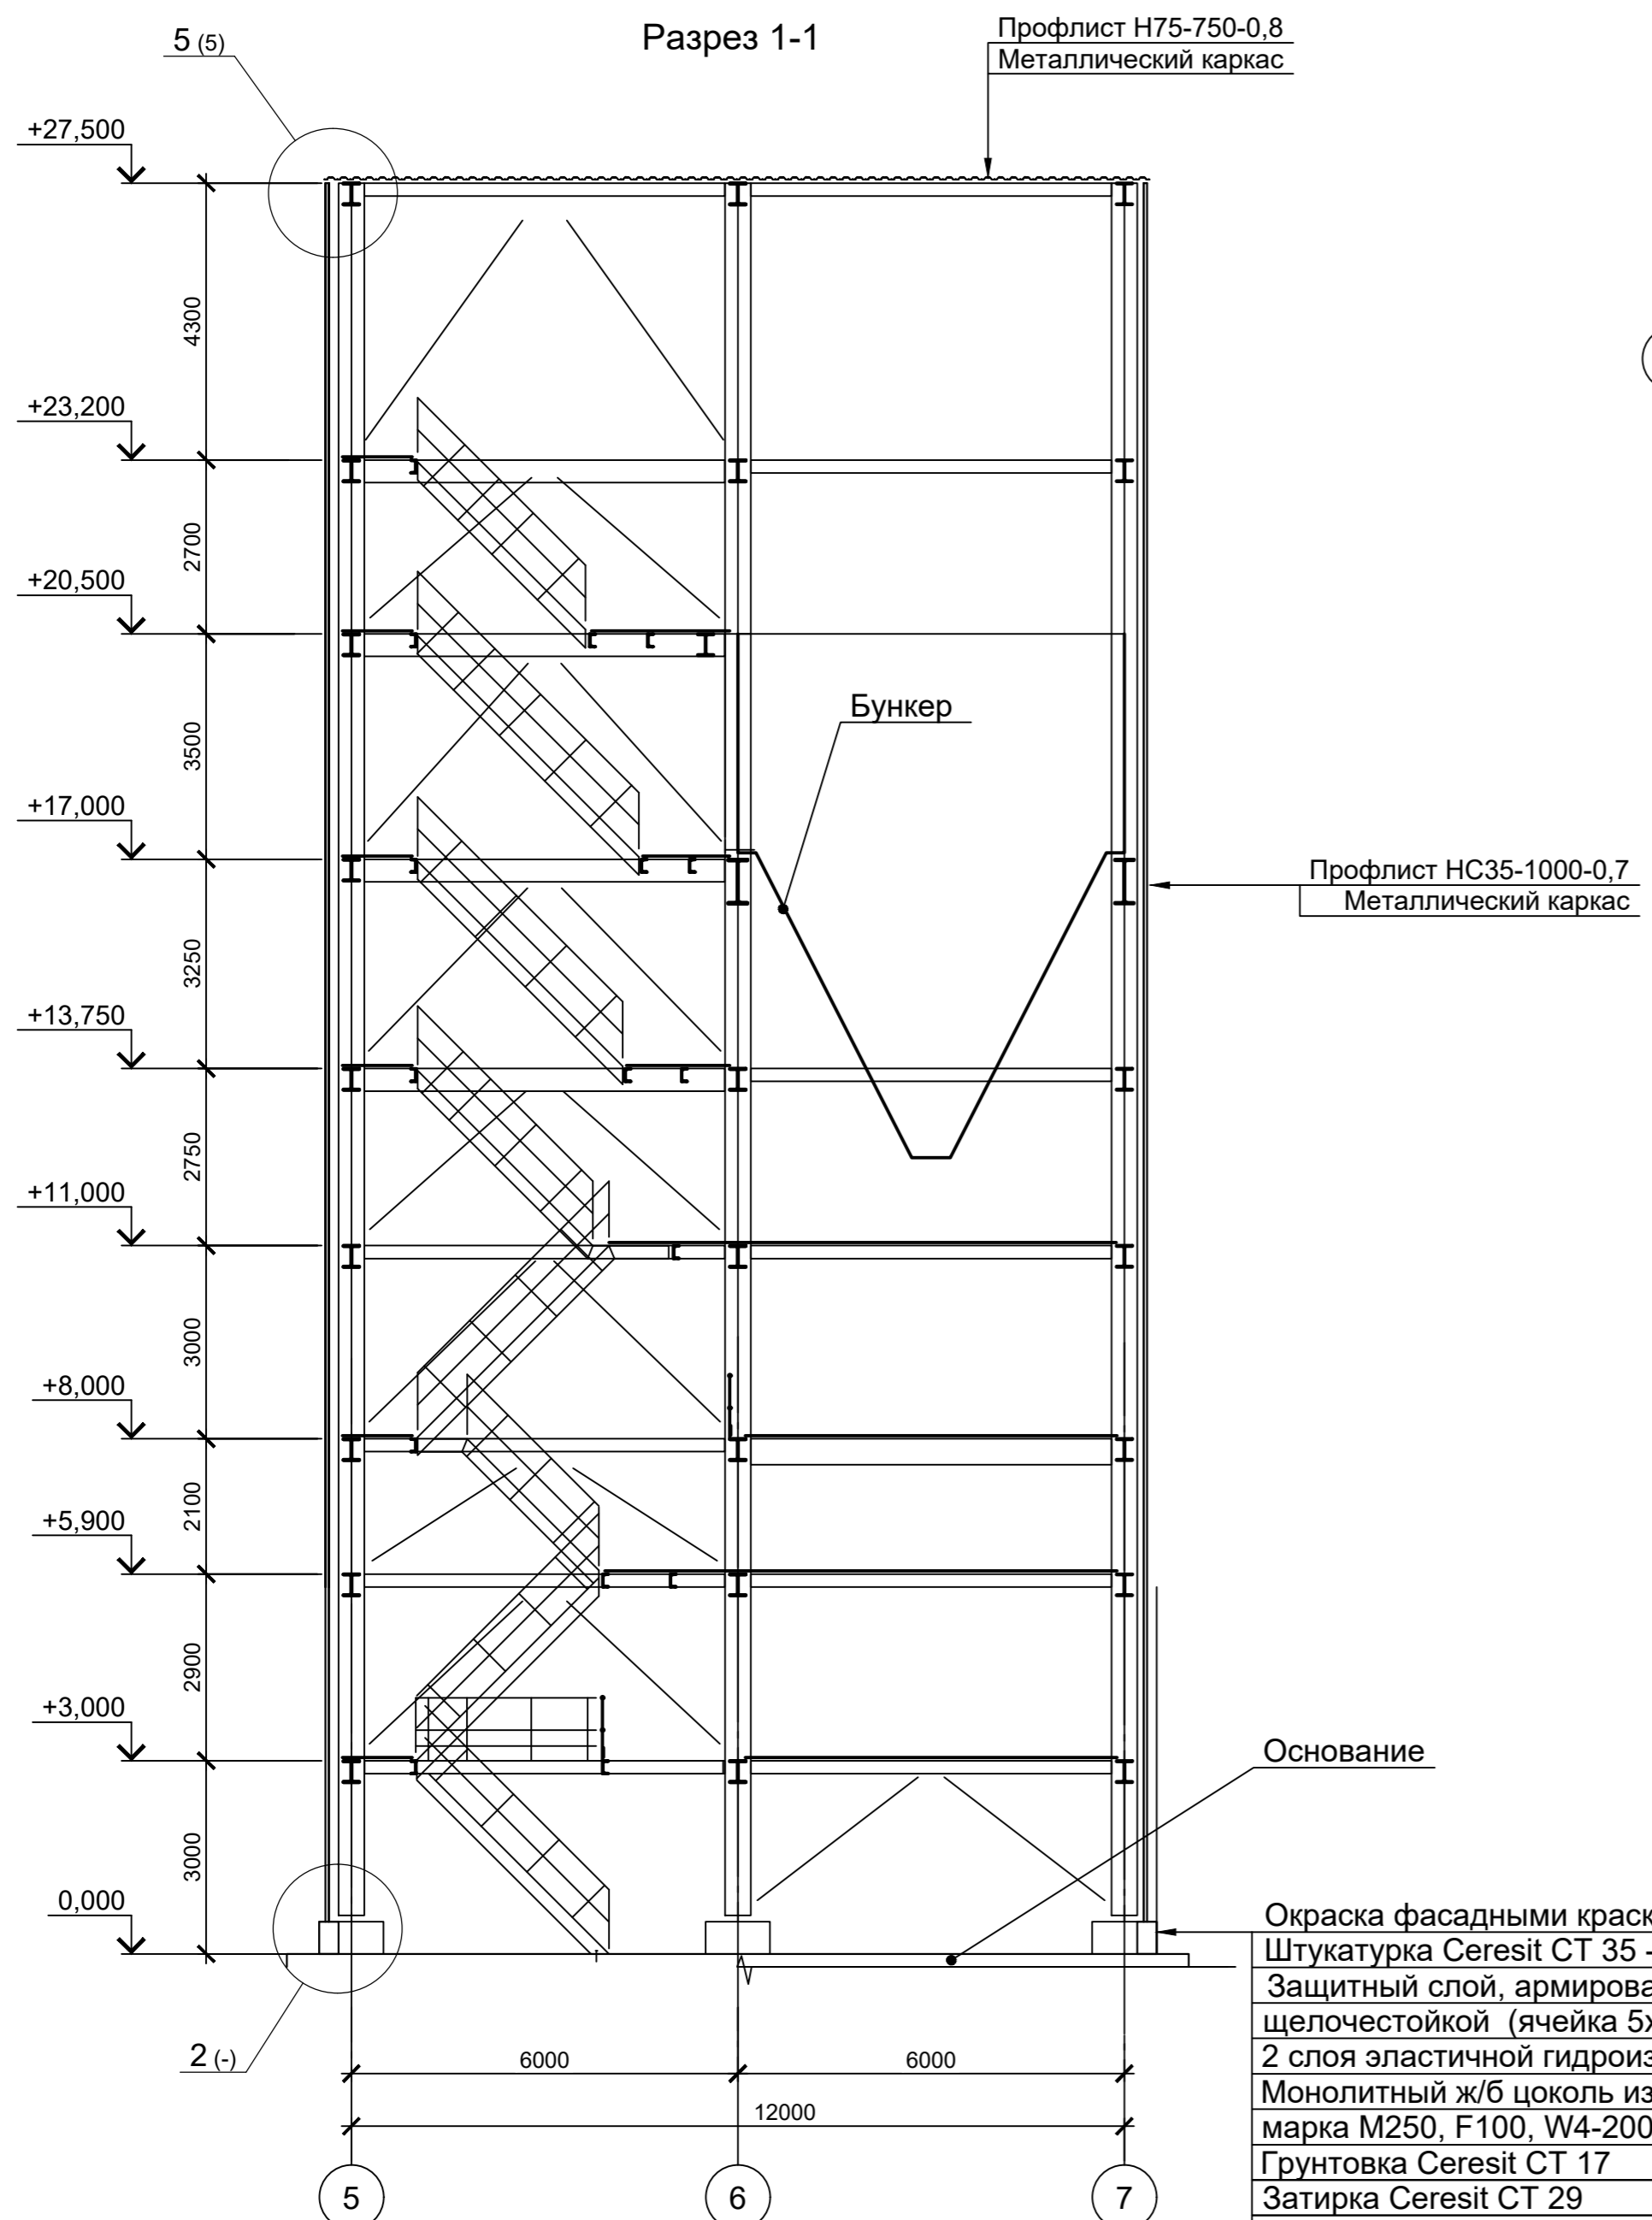 Разрез 1-1
5 (5)
Профлист Н75-750-0,8
Металлический каркас
+27,500
4300
+23,200
2700
+20,500
3500
Бункер
+17,000
Профлист НС35-1000-0,7
Металлический каркас
3250
+13,750
2750
+11,000
3000
+8,000
2100
+5,900
2900
+3,000
Основание
3000
0,000
Окраска фасадными краск
Штукатурка Ceresit CT 35 -
Защитный слой, армирова
щелочестойкой (ячейка 5х
2 слоя эластичной гидроиз
Монолитный ж/б цоколь из
марка М250, F100, W4-200
Грунтовка Ceresit CT 17
Затирка Ceresit CT 29
2 (-)
6000
6000
12000
5
6
7